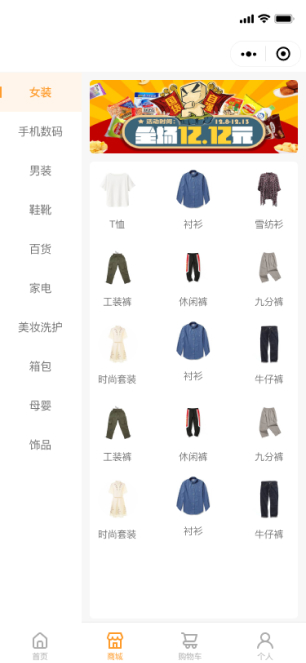 女装
手机数码
男装
鞋靴
百货
家电
美妆洗护
箱包
母婴
饰品
活动时间：
12.8-12.13
全场12.12元
T恤
衬衫
雪纺衫
工装裤
休闲裤
九分裤
时尚套装
衬衫
牛仔裤
工装裤
休闲裤
九分裤
时尚套装
衬衫
牛仔裤
首页
商城
购物车
个人